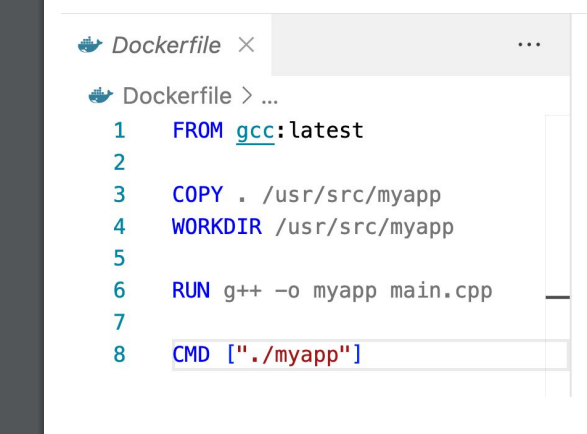 Dockerfile
...
Dockerfile > ...
1 FROM gcc:latest
2
3 COPY . /usr/src/myapp
4 WORKDIR /usr/src/myapp
5
6 RUN g++ -o myapp main.cpp
7
8 CMD ["./myapp"]